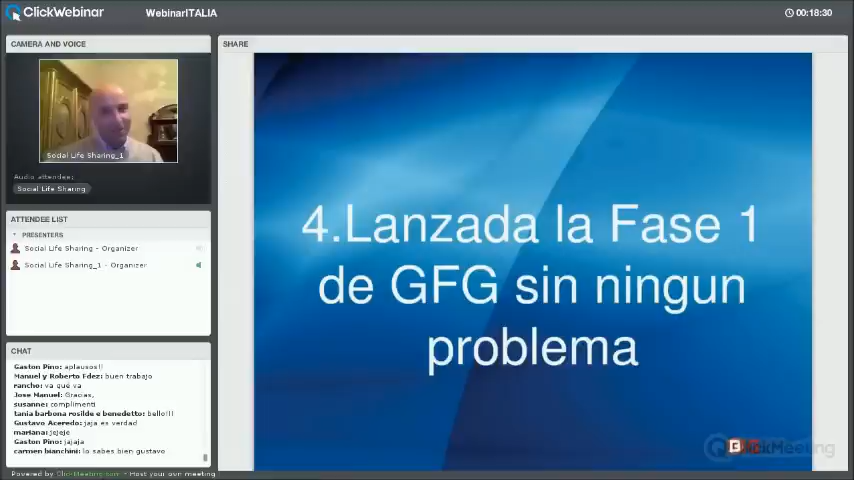 ClickWebinar
WebinarITALIA
00:18:30
CAMERA AND VOICE
Social Life Sharing_1
Audio attendee:
Social Life Sharing
ATTENDEE LIST
PRESENTERS
Social Life Sharing - Organizer
Social Life Sharing_1 - Organizer
CHAT
Gaston Pino: aplausos!!
Manuel y Roberto Fdez: buen trabajo
rancho: va qué va
Jose Manuel: Gracias,
susanne: complimenti
tania barbona rosilde e benedetto: bello!!!
Gustavo Aceredo: jaja es verdad
mariana: jejeje
Gaston Pino: jajaja
carmen bianchini: lo sabes bien gustavo
Powered by ClickMeeting.com • Host your own meeting
SHARE
4.Lanzada la Fase 1
de GFG sin ningun
problema
ClickMeeting